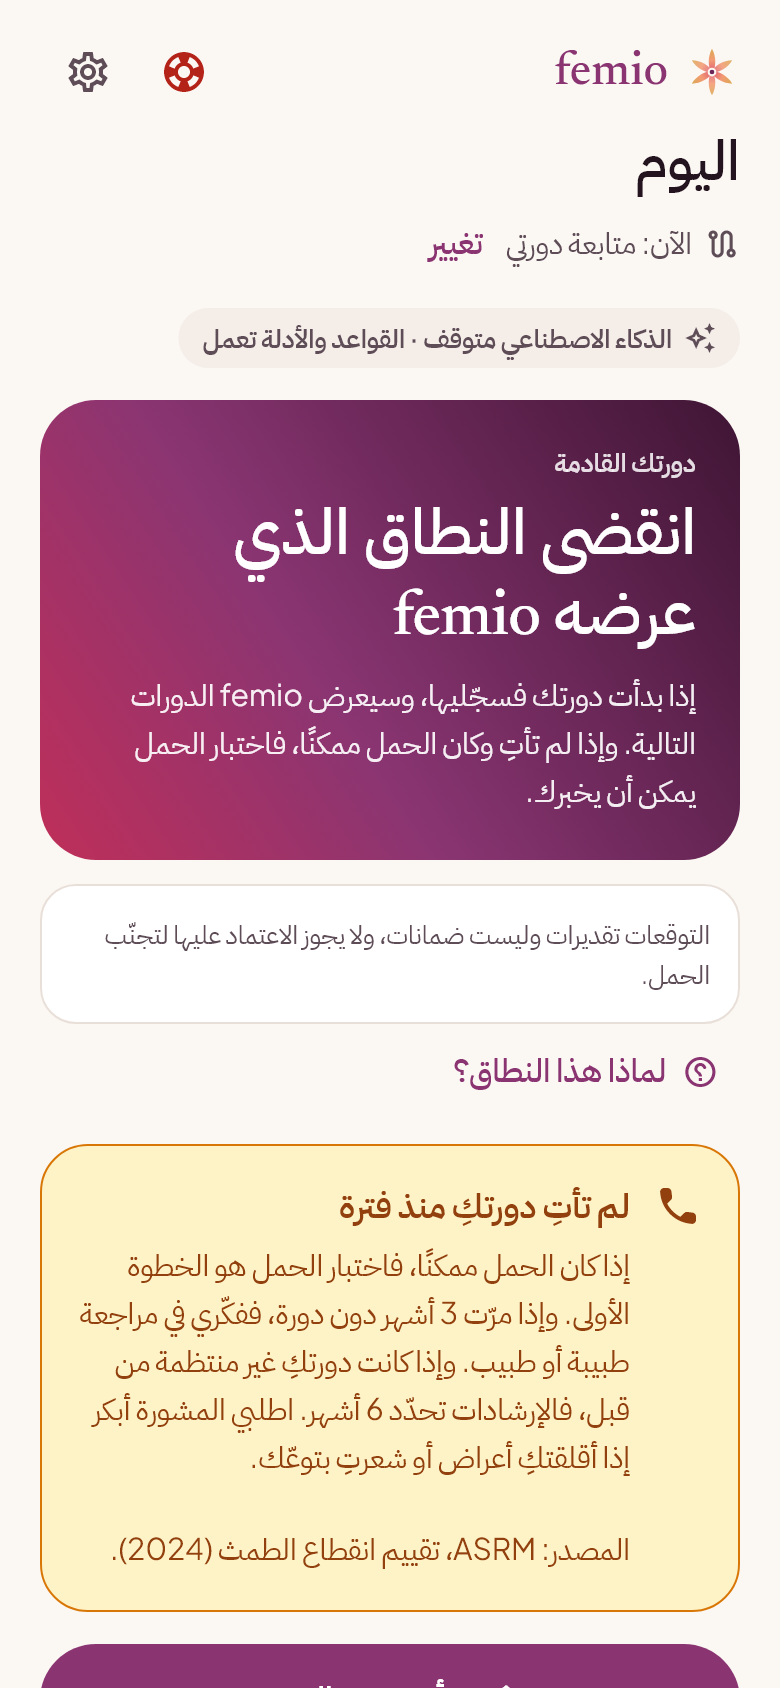 femio
اليوم
الآن: متابعة دورتي تغيير
الذكاء الاصطناعي متوقف · القواعد والأدلة تعمل
دورتك القادمة
انقضى النطاق الذي
عرضه femio
إذا بدأت دورتك فسجّليها، وسيعرض femio الدورات
التالية. وإذا لم تأتِ وكان الحمل ممكنًا، فاختبار الحمل
يمكن أن يخبرك.
التوقعات تقديرات وليست ضمانات، ولا يجوز الاعتماد عليها لتجنّب
الحمل.
لماذا هذا النطاق؟
لم تأتِ دورتكِ منذ فترة
إذا كان الحمل ممكنًا، فاختبار الحمل هو الخطوة
الأولى. وإذا مرّت 3 أشهر دون دورة، ففكّري في مراجعة
طبيبة أو طبيب. وإذا كانت دورتكِ غير منتظمة من
قبل، فالإرشادات تحدّد 6 أشهر. اطلبي المشورة أبكر
إذا أقلقتكِ أعراض أو شعرتِ بتوعّك.
المصدر: ASRM، تقييم انقطاع الطمث (2024).